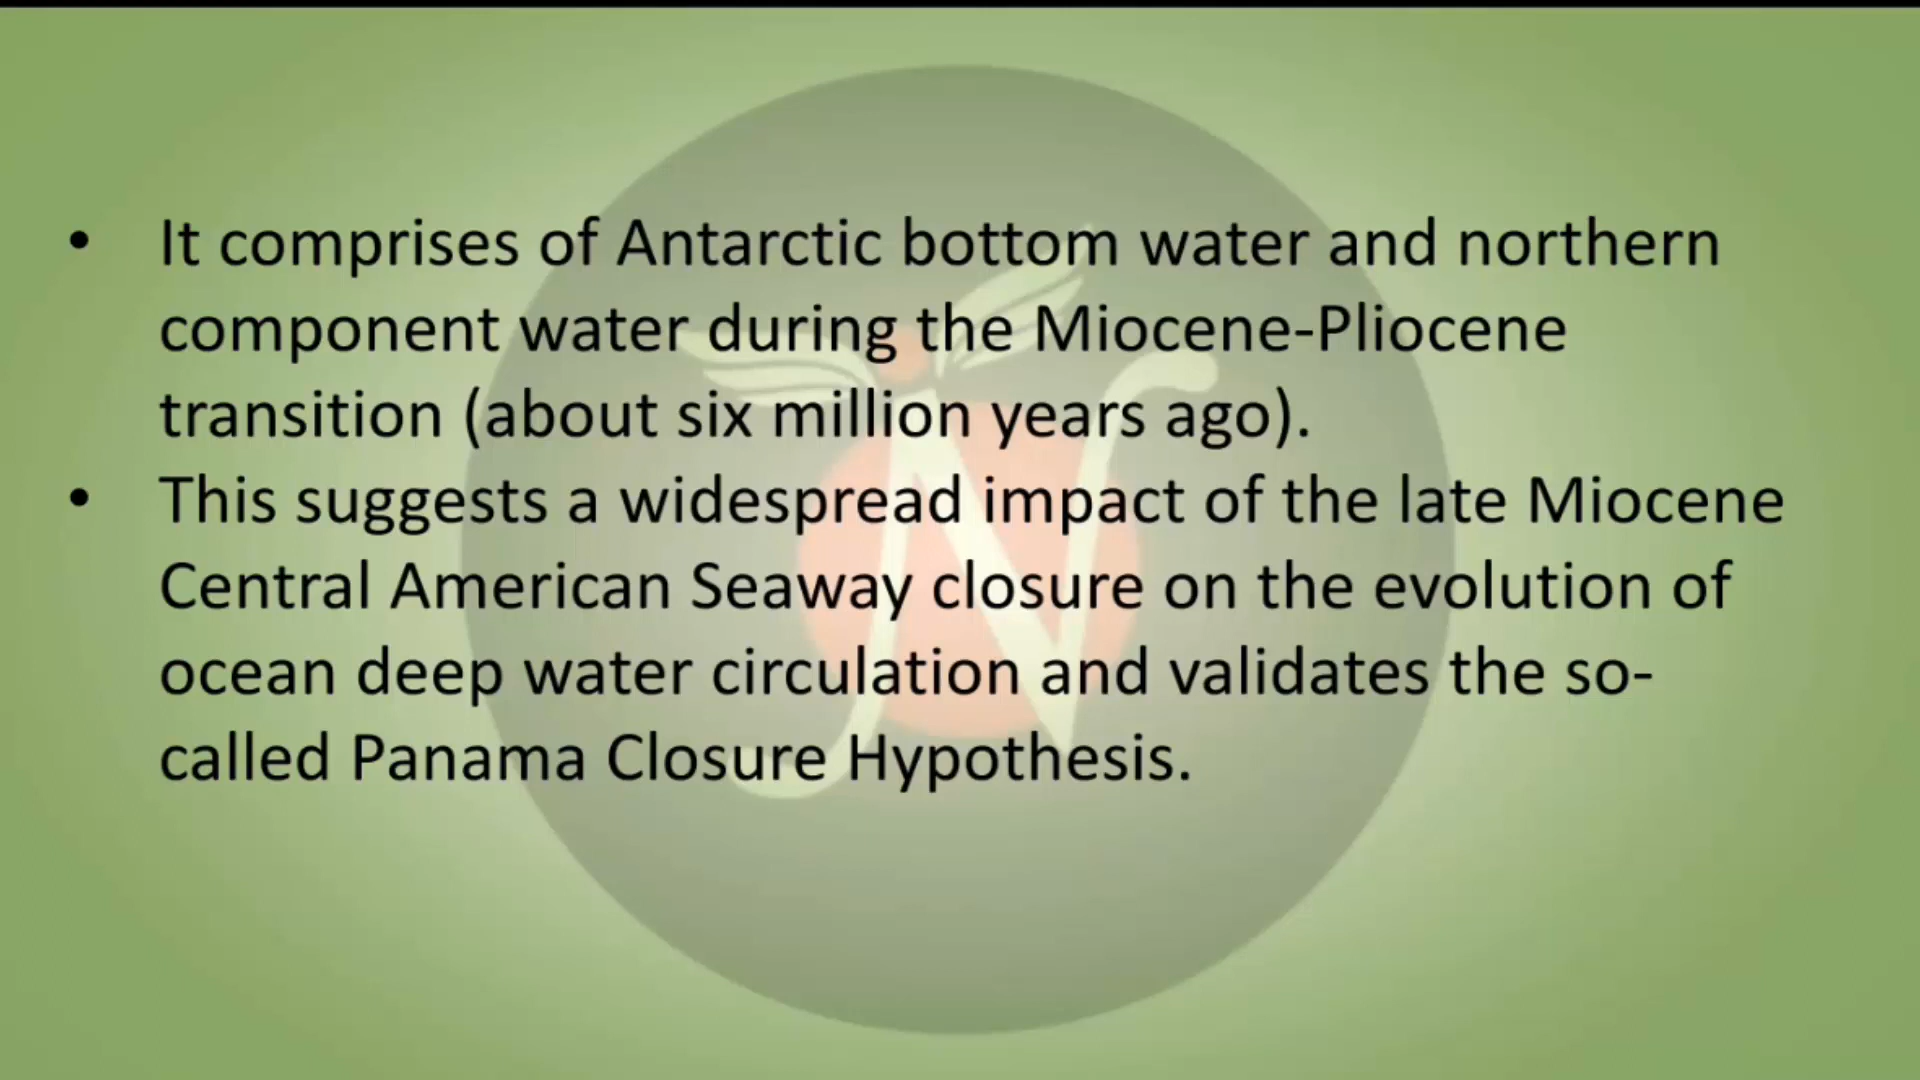 • It comprises of Antarctic bottom water and northern
component water during the Miocene-Pliocene
transition (about six million years ago).
• This suggests a widespread impact of the late Miocene
Central American Seaway closure on the evolution of
ocean deep water circulation and validates the so-
called Panama Closure Hypothesis.
N